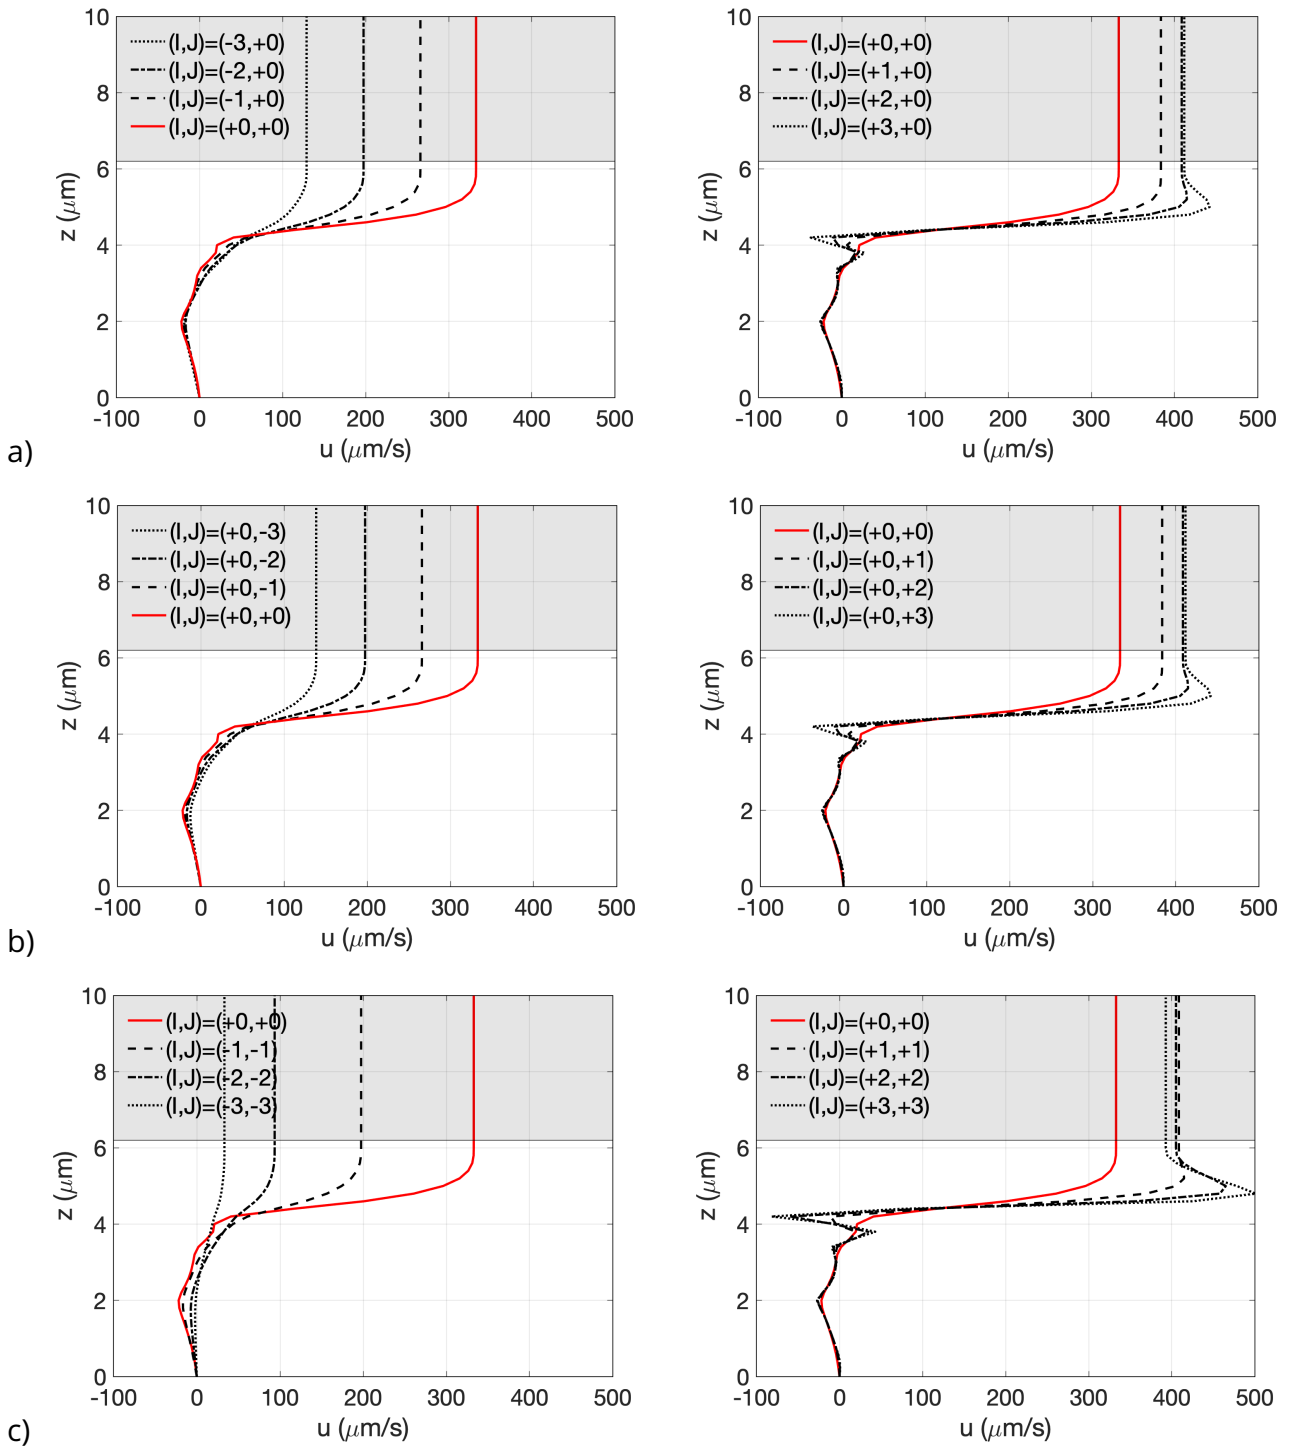 10
8
6
4
2
0
z (μm)
(I,J)=(-3,+0)
(I,J)=(-2,+0)
(I,J)=(-1,+0)
(I,J)=(+0,+0)
-100 0 100 200 300 400 500
u (μm/s)
10
8
6
4
2
0
z (μm)
(I,J)=(+0,+0)
(I,J)=(+1,+0)
(I,J)=(+2,+0)
(I,J)=(+3,+0)
-100 0 100 200 300 400 500
u (μm/s)
a)
10
8
6
4
2
0
z (μm)
(I,J)=(+0,-3)
(I,J)=(+0,-2)
(I,J)=(+0,-1)
(I,J)=(+0,+0)
-100 0 100 200 300 400 500
u (μm/s)
10
8
6
4
2
0
z (μm)
(I,J)=(+0,+0)
(I,J)=(+0,+1)
(I,J)=(+0,+2)
(I,J)=(+0,+3)
-100 0 100 200 300 400 500
u (μm/s)
b)
10
8
6
4
2
0
z (μm)
(I,J)=(+0,+0)
(I,J)=(-1,-1)
(I,J)=(-2,-2)
(I,J)=(-3,-3)
-100 0 100 200 300 400 500
u (μm/s)
10
8
6
4
2
0
z (μm)
(I,J)=(+0,+0)
(I,J)=(+1,+1)
(I,J)=(+2,+2)
(I,J)=(+3,+3)
-100 0 100 200 300 400 500
u (μm/s)
c)